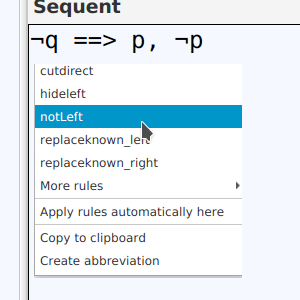 Sequent
¬q ==> p, ¬p
cutdirect
hideleft
notLeft
replaceknown_left
replaceknown_right
More rules
Apply rules automatically here
Copy to clipboard
Create abbreviation